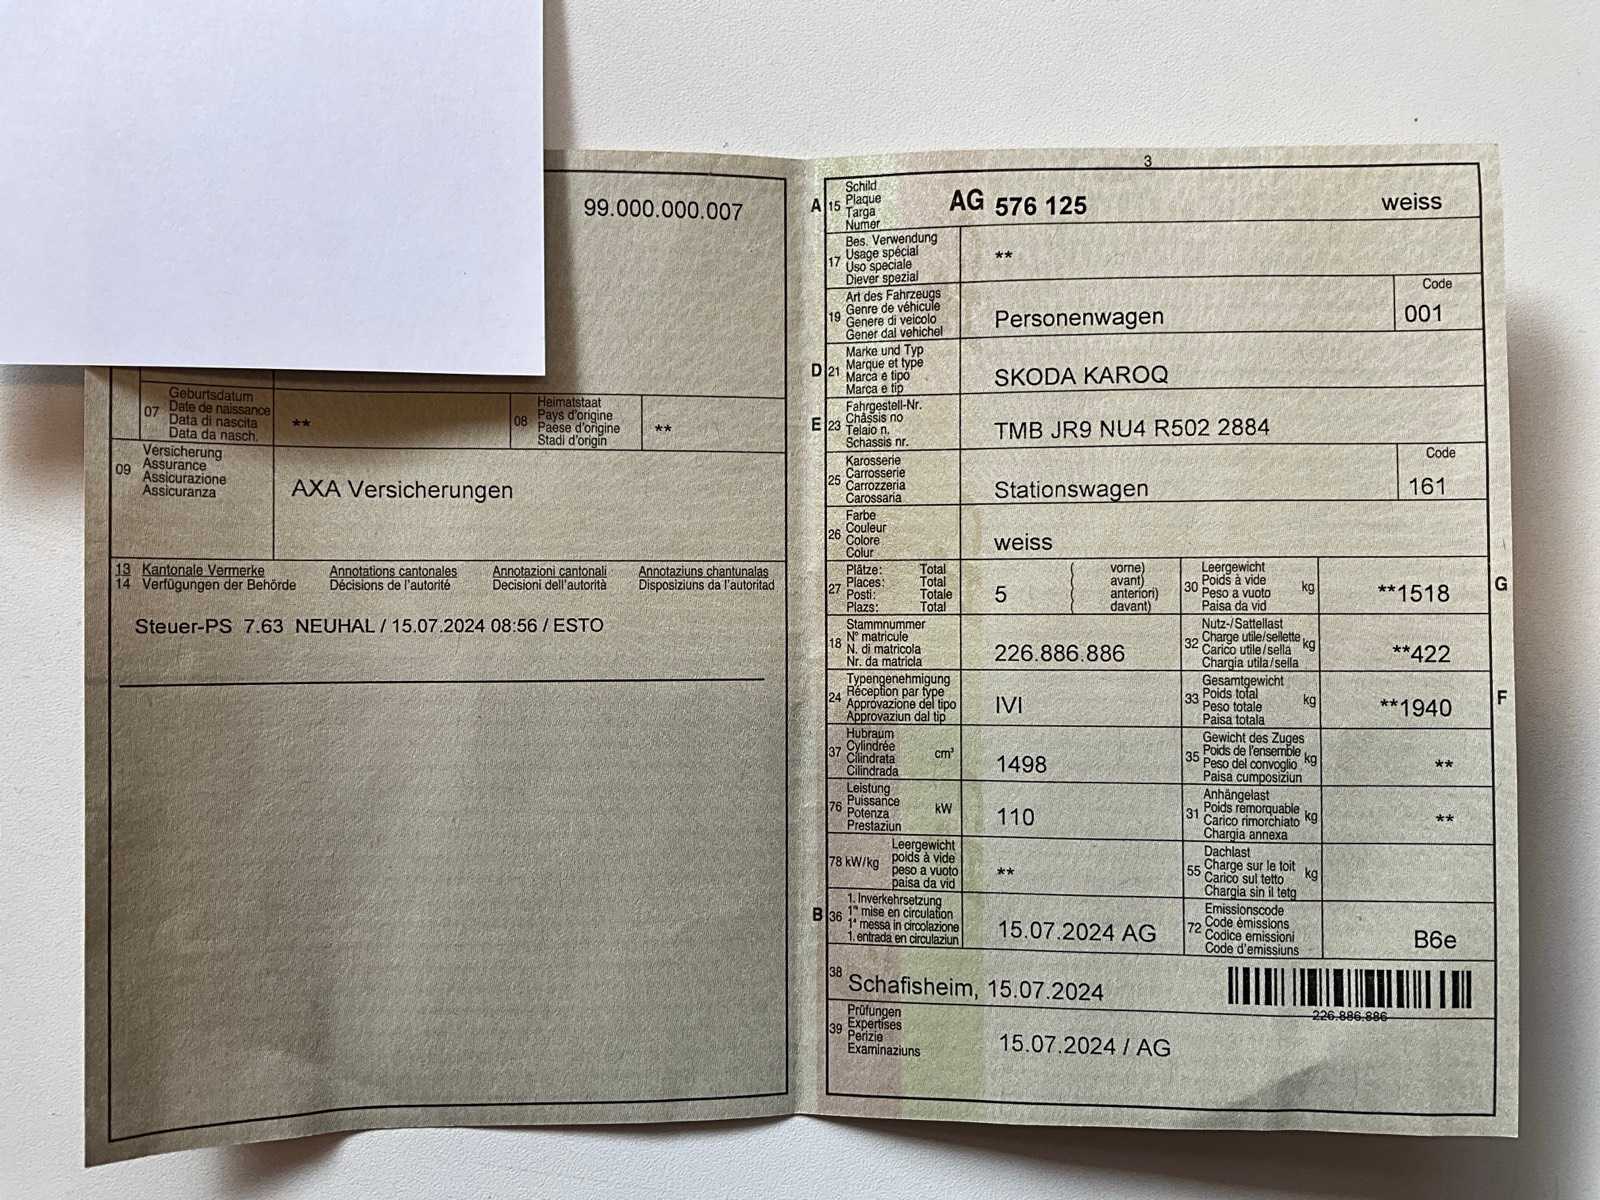 99.000.000.007
07
Geburtsdatum
Date de naissance
Data di nascita
Data da nasch.
**
08
Heimatstaat
Pays d'origine
Paese d'origine
Stadi d'origin
**
09
Versicherung
Assurance
Assicurazione
Assicuranza
AXA Versicherungen
13 Kantonale Vermerke Annotations cantonales Annotazioni cantonali Annotaziuns chantunalas
14 Verfügungen der Behörde Décisions de l'autorité Decisioni dell'autorità Disposiziuns da l'autoritad
Steuer-PS 7.63 NEUHAL / 15.07.2024 08:56 / ESTO
3
A
15
Schild
Plaque
Targa
Numer
AG 576 125
weiss
17
Bes. Verwendung
Usage spécial
Uso speciale
Diever spezial
**
19
Art des Fahrzeugs
Genre de véhicule
Genere di veicolo
Gener dal vehichel
Personenwagen
Code
001
D
21
Marke und Typ
Marque et type
Marca e tipo
Marca e tip
SKODA KAROQ
E
23
Fahrgestell-Nr.
Châssis no
Telaio n.
Schassis nr.
TMB JR9 NU4 R502 2884
25
Karosserie
Carrosserie
Carrozzeria
Carossaria
Stationswagen
Code
161
26
Farbe
Couleur
Colore
Colur
weiss
27
Plätze: Total
Places: Total
Posti: Totale
Plazs: Total
5
( vorne)
( avant)
( anteriori)
( davant)
30
Leergewicht
Poids à vide
Peso a vuoto
Paisa da vid
kg
**1518
G
18
Stammnummer
N° matricule
N. di matricola
Nr. da matricla
226.886.886
32
Nutz-/Sattellast
Charge utile/sellette
Carico utile/sella
Chargia utila/sella
kg
**422
24
Typengenehmigung
Réception par type
Approvazione del tipo
Approvaziun dal tip
IVI
33
Gesamtgewicht
Poids total
Peso totale
Paisa totala
kg
**1940
F
37
Hubraum
Cylindrée
Cilindrata
Cilindrada
cm³
1498
35
Gewicht des Zuges
Poids de l'ensemble
Peso del convoglio
Paisa cumposiziun
kg
**
76
Leistung
Puissance
Potenza
Prestaziun
kW
110
31
Anhängelast
Poids remorquable
Carico rimorchiato
Chargia annexa
kg
**
78 kW/kg
Leergewicht
poids à vide
peso a vuoto
paisa da vid
**
55
Dachlast
Charge sur le toit
Carico sul tetto
Chargia sin il tetg
kg
B
36
1. Inverkehrsetzung
1re mise en circulation
1a messa in circolazione
1. entrada en circulaziun
15.07.2024 AG
72
Emissionscode
Code émissions
Codice emissioni
Code d'emissiuns
B6e
38
Schafisheim, 15.07.2024
226.886.886
39
Prüfungen
Expertises
Perizie
Examinaziuns
15.07.2024 / AG